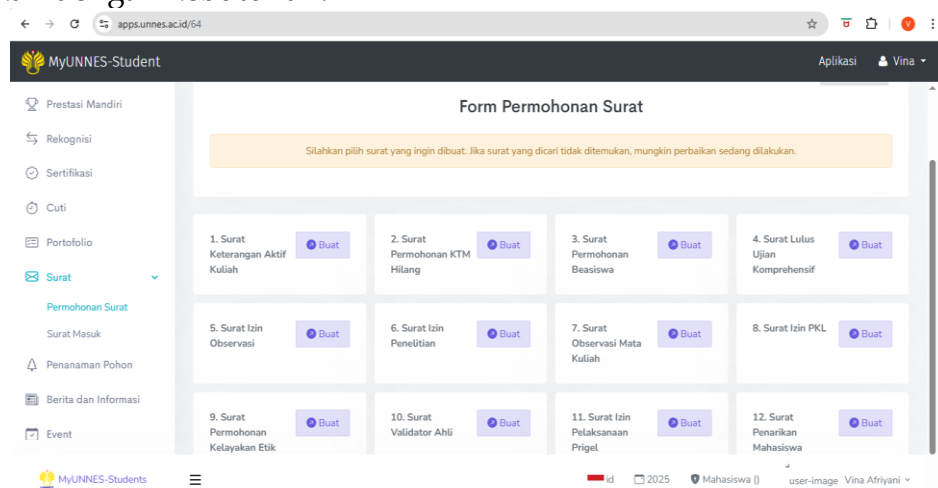 apps.unnes.ac.id/64
V
MyUNNES-Student
Aplikasi
Vina
Prestasi Mandiri
Rekognisi
Sertifikasi
Cuti
Portofolio
Surat
Permohonan Surat
Surat Masuk
Penanaman Pohon
Berita dan Informasi
Event
Form Permohonan Surat
Silahkan pilih surat yang ingin dibuat. Jika surat yang dicari tidak ditemukan, mungkin perbaikan sedang dilakukan.
1. Surat
Keterangan Aktif
Kuliah
Buat
2. Surat
Permohonan KTM
Hilang
Buat
3. Surat
Permohonan
Beasiswa
Buat
4. Surat Lulus
Ujian
Komprehensif
Buat
5. Surat Izin
Observasi
Buat
6. Surat Izin
Penelitian
Buat
7. Surat
Observasi Mata
Kuliah
Buat
8. Surat Izin PKL
Buat
9. Surat
Permohonan
Kelayakan Etik
Buat
10. Surat
Validator Ahli
Buat
11. Surat Izin
Pelaksanaan
Prigel
Buat
12. Surat
Penarikan
Mahasiswa
Buat
MyUNNES-Students
id
2025
Mahasiswa ()
user-image
Vina Afriyani